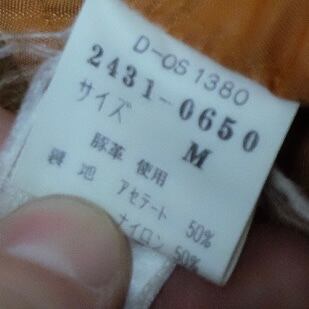 D-OS1380
2431-0650
サイズ M
豚革 使用
裏地 アセテート 50%
ナイロン 50%